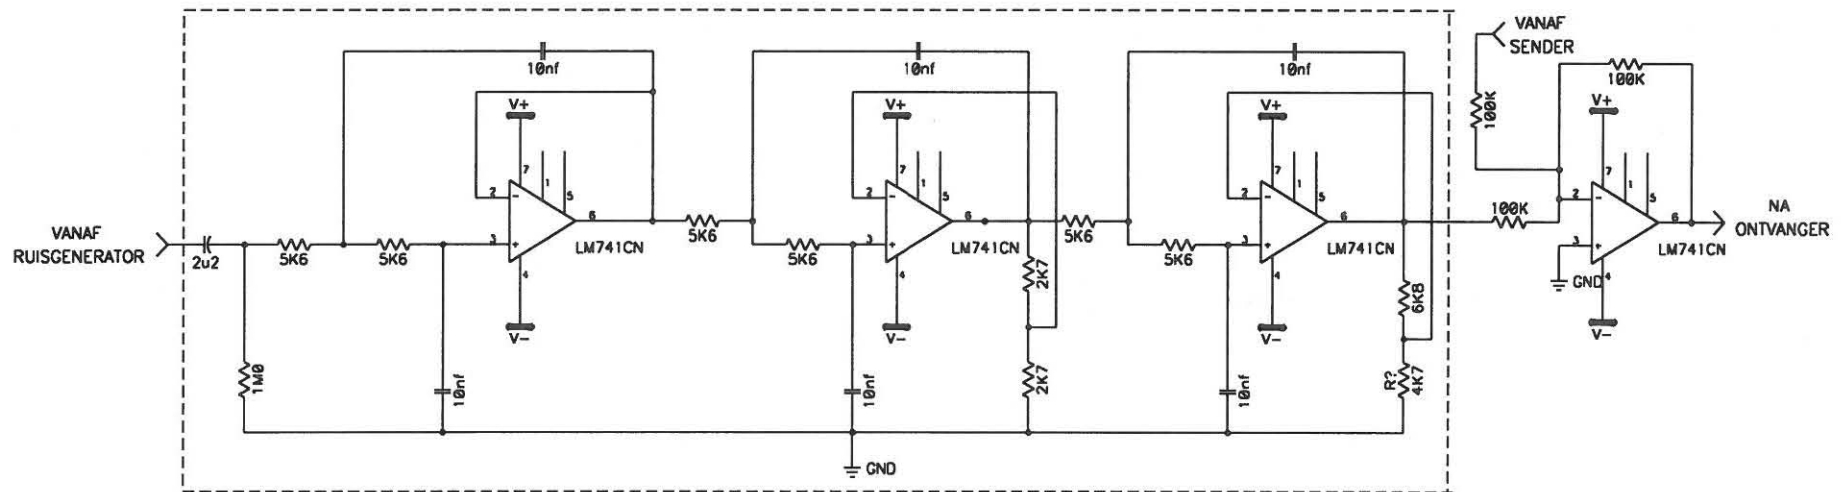 VANAF
RUISGENERATOR
2u2
1M0
5K6
5K6
10nf
10nf
V+
7
1
5
2
-
6
3
+
4
LM741CN
V-
5K6
5K6
10nf
10nf
V+
7
1
5
2
-
6
3
+
4
LM741CN
V-
2K7
2K7
GND
5K6
5K6
10nf
10nf
V+
7
1
5
2
-
6
3
+
4
LM741CN
V-
6K8
R?
4K7
VANAF
SENDER
100K
100K
100K
V+
7
1
5
2
-
6
3
+
4
LM741CN
GND
V-
NA
ONTVANGER